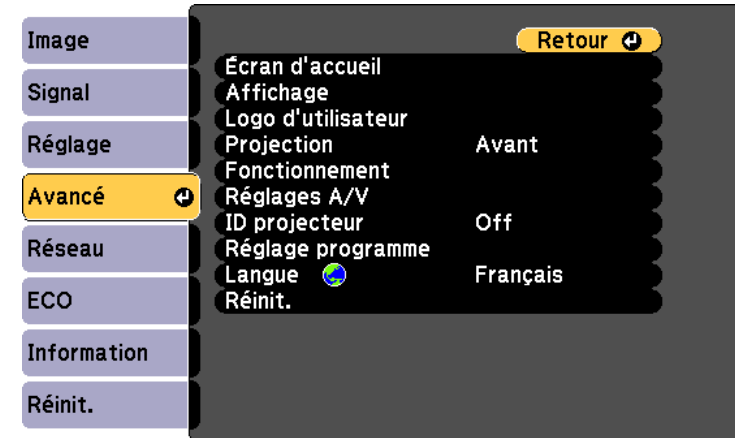 Image
Signal
Réglage
Avancé
Réseau
ECO
Information
Réinit.
Retour
Écran d'accueil
Affichage
Logo d'utilisateur
Projection Avant
Fonctionnement
Réglages A/V
ID projecteur Off
Réglage programme
Langue Français
Réinit.